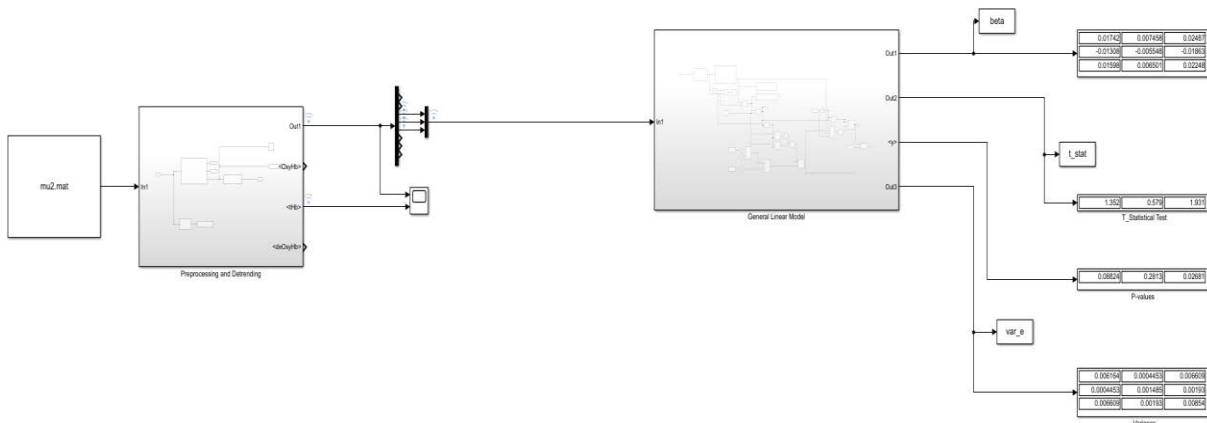 beta
0.01742 0.007458 0.02487
-0.01308 -0.005548 -0.01863
0.01598 0.006501 0.02248
Out1
Out2
Out1
In1
<p>
t_stat
<OxyHb>
mu2.mat
In1
Out3
1.352 0.579 1.931
<tHb>
General Linear Model
T_Statistical Test
<deOxyHb>
Preprocessing and Detrending
0.08824 0.2813 0.02681
P-values
var_e
0.006164 0.0004453 0.006609
0.0004453 0.001485 0.00193
0.006609 0.00193 0.00854